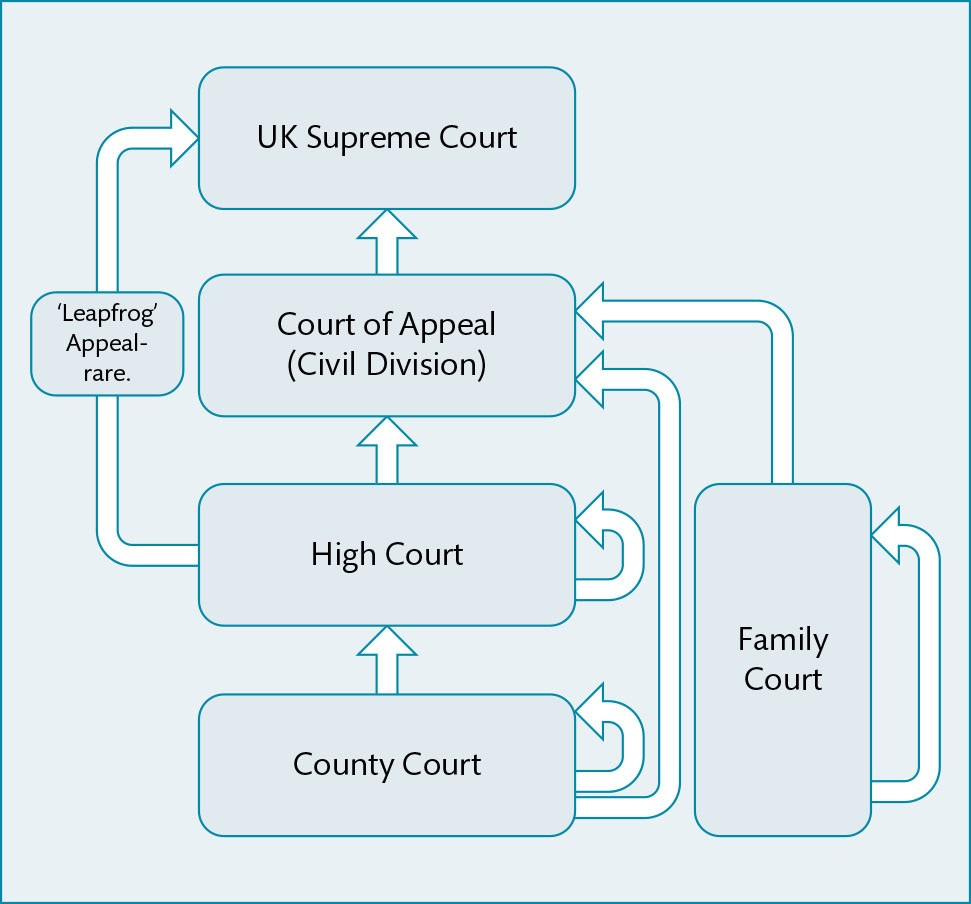 UK Supreme Court
‘Leapfrog’
Appeal-
rare.
Court of Appeal
(Civil Division)
High Court
Family
Court
County Court